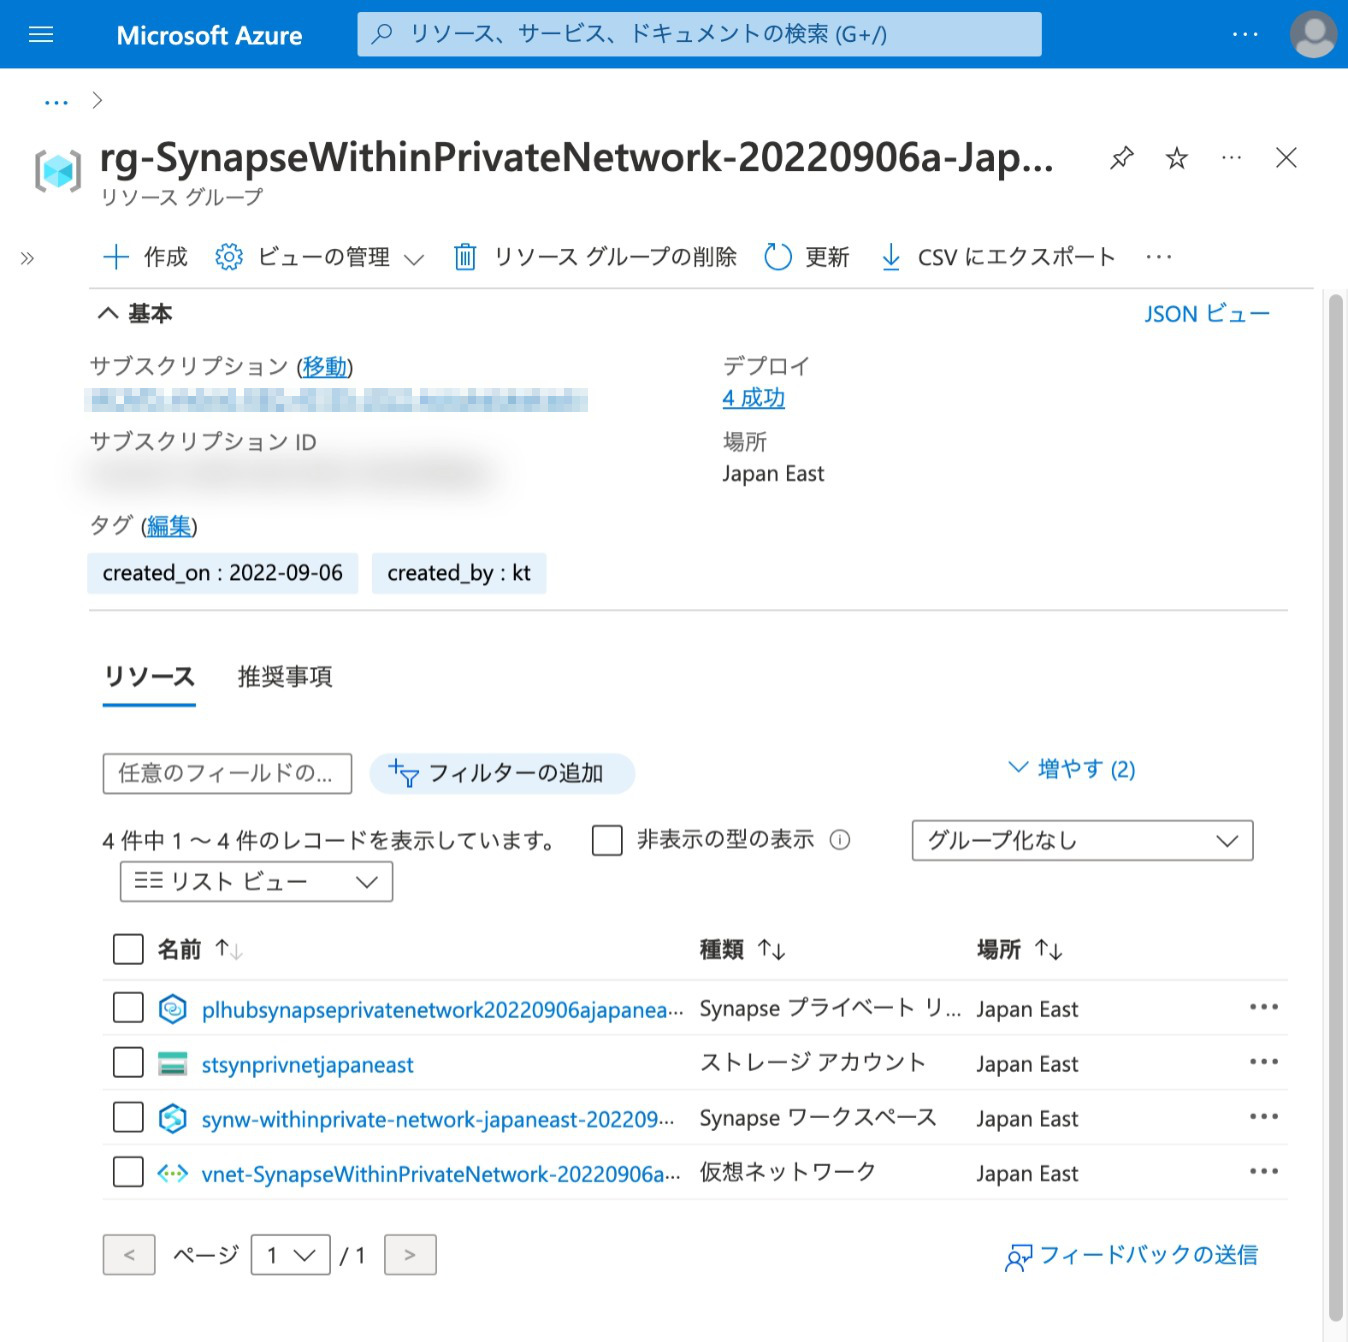 Microsoft Azure
リソース、サービス、ドキュメントの検索 (G+/)
rg-SynapseWithinPrivateNetwork-20220906a-Jap...
リソース グループ
作成 ビューの管理 リソース グループの削除 更新 CSV にエクスポート
基本 JSON ビュー
サブスクリプション (移動)
サブスクリプション ID
タグ (編集)
created_on : 2022-09-06 created_by : kt
デプロイ
4 成功
場所
Japan East
リソース 推奨事項
任意のフィールドの... フィルターの追加 増やす (2)
4 件中 1 ～ 4 件のレコードを表示しています。 非表示の型の表示 グループ化なし
リスト ビュー
名前 ↑↓ 種類 ↑↓ 場所 ↑↓
plhubsynapseprivatenetwork20220906ajapanea... Synapse プライベート リ... Japan East
stsynprivnetjapaneast ストレージ アカウント Japan East
synw-withinprivate-network-japaneast-202209... Synapse ワークスペース Japan East
vnet-SynapseWithinPrivateNetwork-20220906a... 仮想ネットワーク Japan East
< ページ 1 / 1 > フィードバックの送信